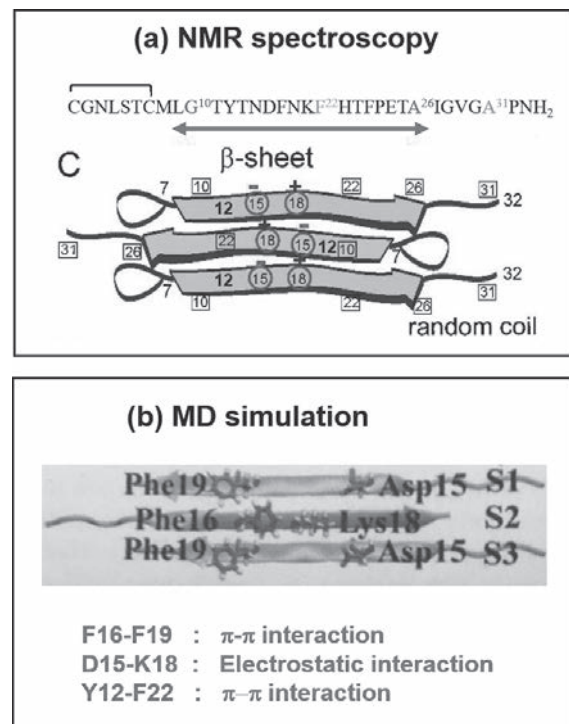 (a) NMR spectroscopy
CGNLSTCMLG¹⁰TYTNDFNKF²²HTFPETA²⁶IGVGA³¹PNH₂
C
β-sheet
7 10 - + 22 26 31 32
12 15 18
+ -
31 26 22 18 15 12 10 7
+
12 15 18 32
7 10 22 26 31
random coil
(b) MD simulation
Phe19 Asp15 S1
Phe16 Lys18 S2
Phe19 Asp15 S3
F16-F19 : π-π interaction
D15-K18 : Electrostatic interaction
Y12-F22 : π–π interaction